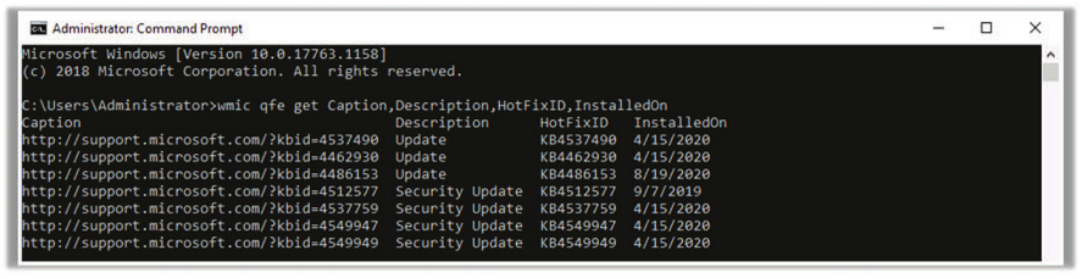 Administrator: Command Prompt
Microsoft Windows [Version 10.0.17763.1158]
(c) 2018 Microsoft Corporation. All rights reserved.
C:\Users\Administrator>wmic qfe get Caption,Description,HotFixID,InstalledOn
Caption Description HotFixID InstalledOn
http://support.microsoft.com/?kbid=4537490 Update KB4537490 4/15/2020
http://support.microsoft.com/?kbid=4462930 Update KB4462930 4/15/2020
http://support.microsoft.com/?kbid=4486153 Update KB4486153 8/19/2020
http://support.microsoft.com/?kbid=4512577 Security Update KB4512577 9/7/2019
http://support.microsoft.com/?kbid=4537759 Security Update KB4537759 4/15/2020
http://support.microsoft.com/?kbid=4549947 Security Update KB4549947 4/15/2020
http://support.microsoft.com/?kbid=4549949 Security Update KB4549949 4/15/2020